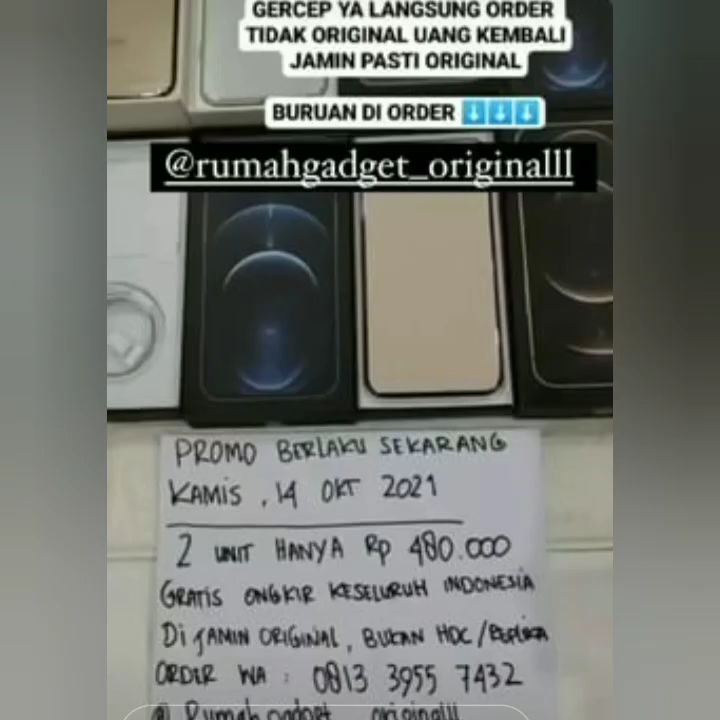 GERCEP YA LANGSUNG ORDER
TIDAK ORIGINAL UANG KEMBALI
JAMIN PASTI ORIGINAL
BURUAN DI ORDER ⬇️⬇️⬇️
@rumahgadget_originalll
PROMO BERLAKU SEKARANG
KAMIS, 14 OKT 2021
2 UNIT HANYA Rp 480.000
GRATIS ONGKIR KESELURUH INDONESIA
DI JAMIN ORIGINAL, BUKAN HDC/REPLIKA
ORDER WA : 0813 3955 7432
@ Rumahgadget_originalll